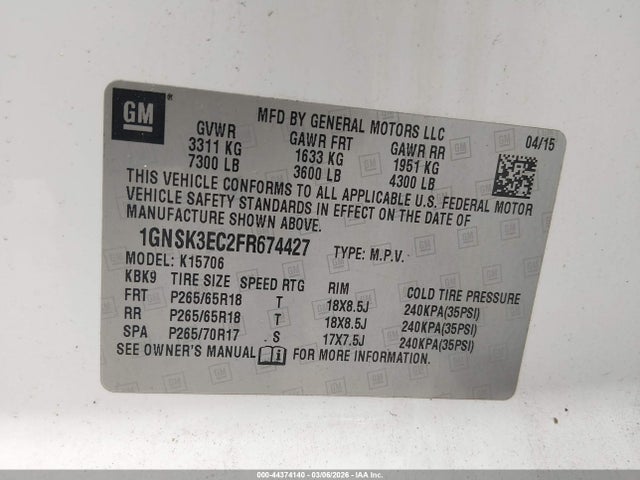 GM
MFD BY GENERAL MOTORS LLC
04/15
GVWR GAWR FRT GAWR RR
3311 KG 1633 KG 1951 KG
7300 LB 3600 LB 4300 LB
THIS VEHICLE CONFORMS TO ALL APPLICABLE U.S. FEDERAL MOTOR
VEHICLE SAFETY STANDARDS IN EFFECT ON THE DATE OF
MANUFACTURE SHOWN ABOVE.
1GNSK3EC2FR674427 TYPE: M.P.V.
MODEL: K15706
KBK9 TIRE SIZE SPEED RTG RIM COLD TIRE PRESSURE
FRT P265/65R18 T 18X8.5J 240KPA(35PSI)
RR P265/65R18 T 18X8.5J 240KPA(35PSI)
SPA P265/70R17 S 17X7.5J 240KPA(35PSI)
SEE OWNER'S MANUAL FOR MORE INFORMATION.
000-44374140 - 03/06/2026 - IAA Inc.